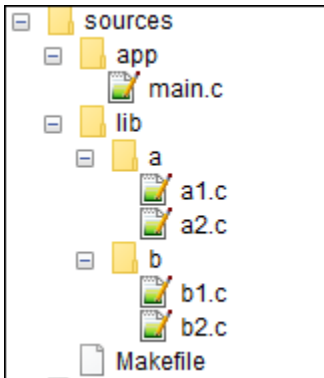 sources
app
main.c
lib
a
a1.c
a2.c
b
b1.c
b2.c
Makefile